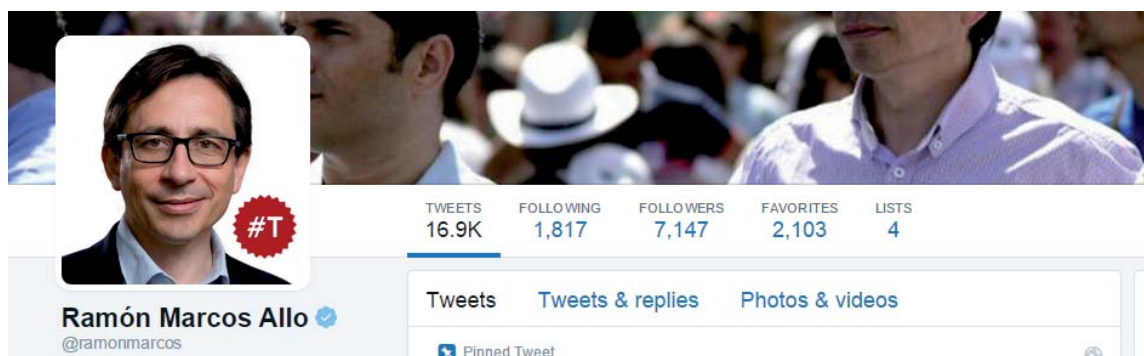 #T
TWEETS FOLLOWING FOLLOWERS FAVORITES LISTS
16.9K 1,817 7,147 2,103 4
Tweets Tweets & replies Photos & videos
Ramón Marcos Allo
@ramonmarcos
Pinned Tweet